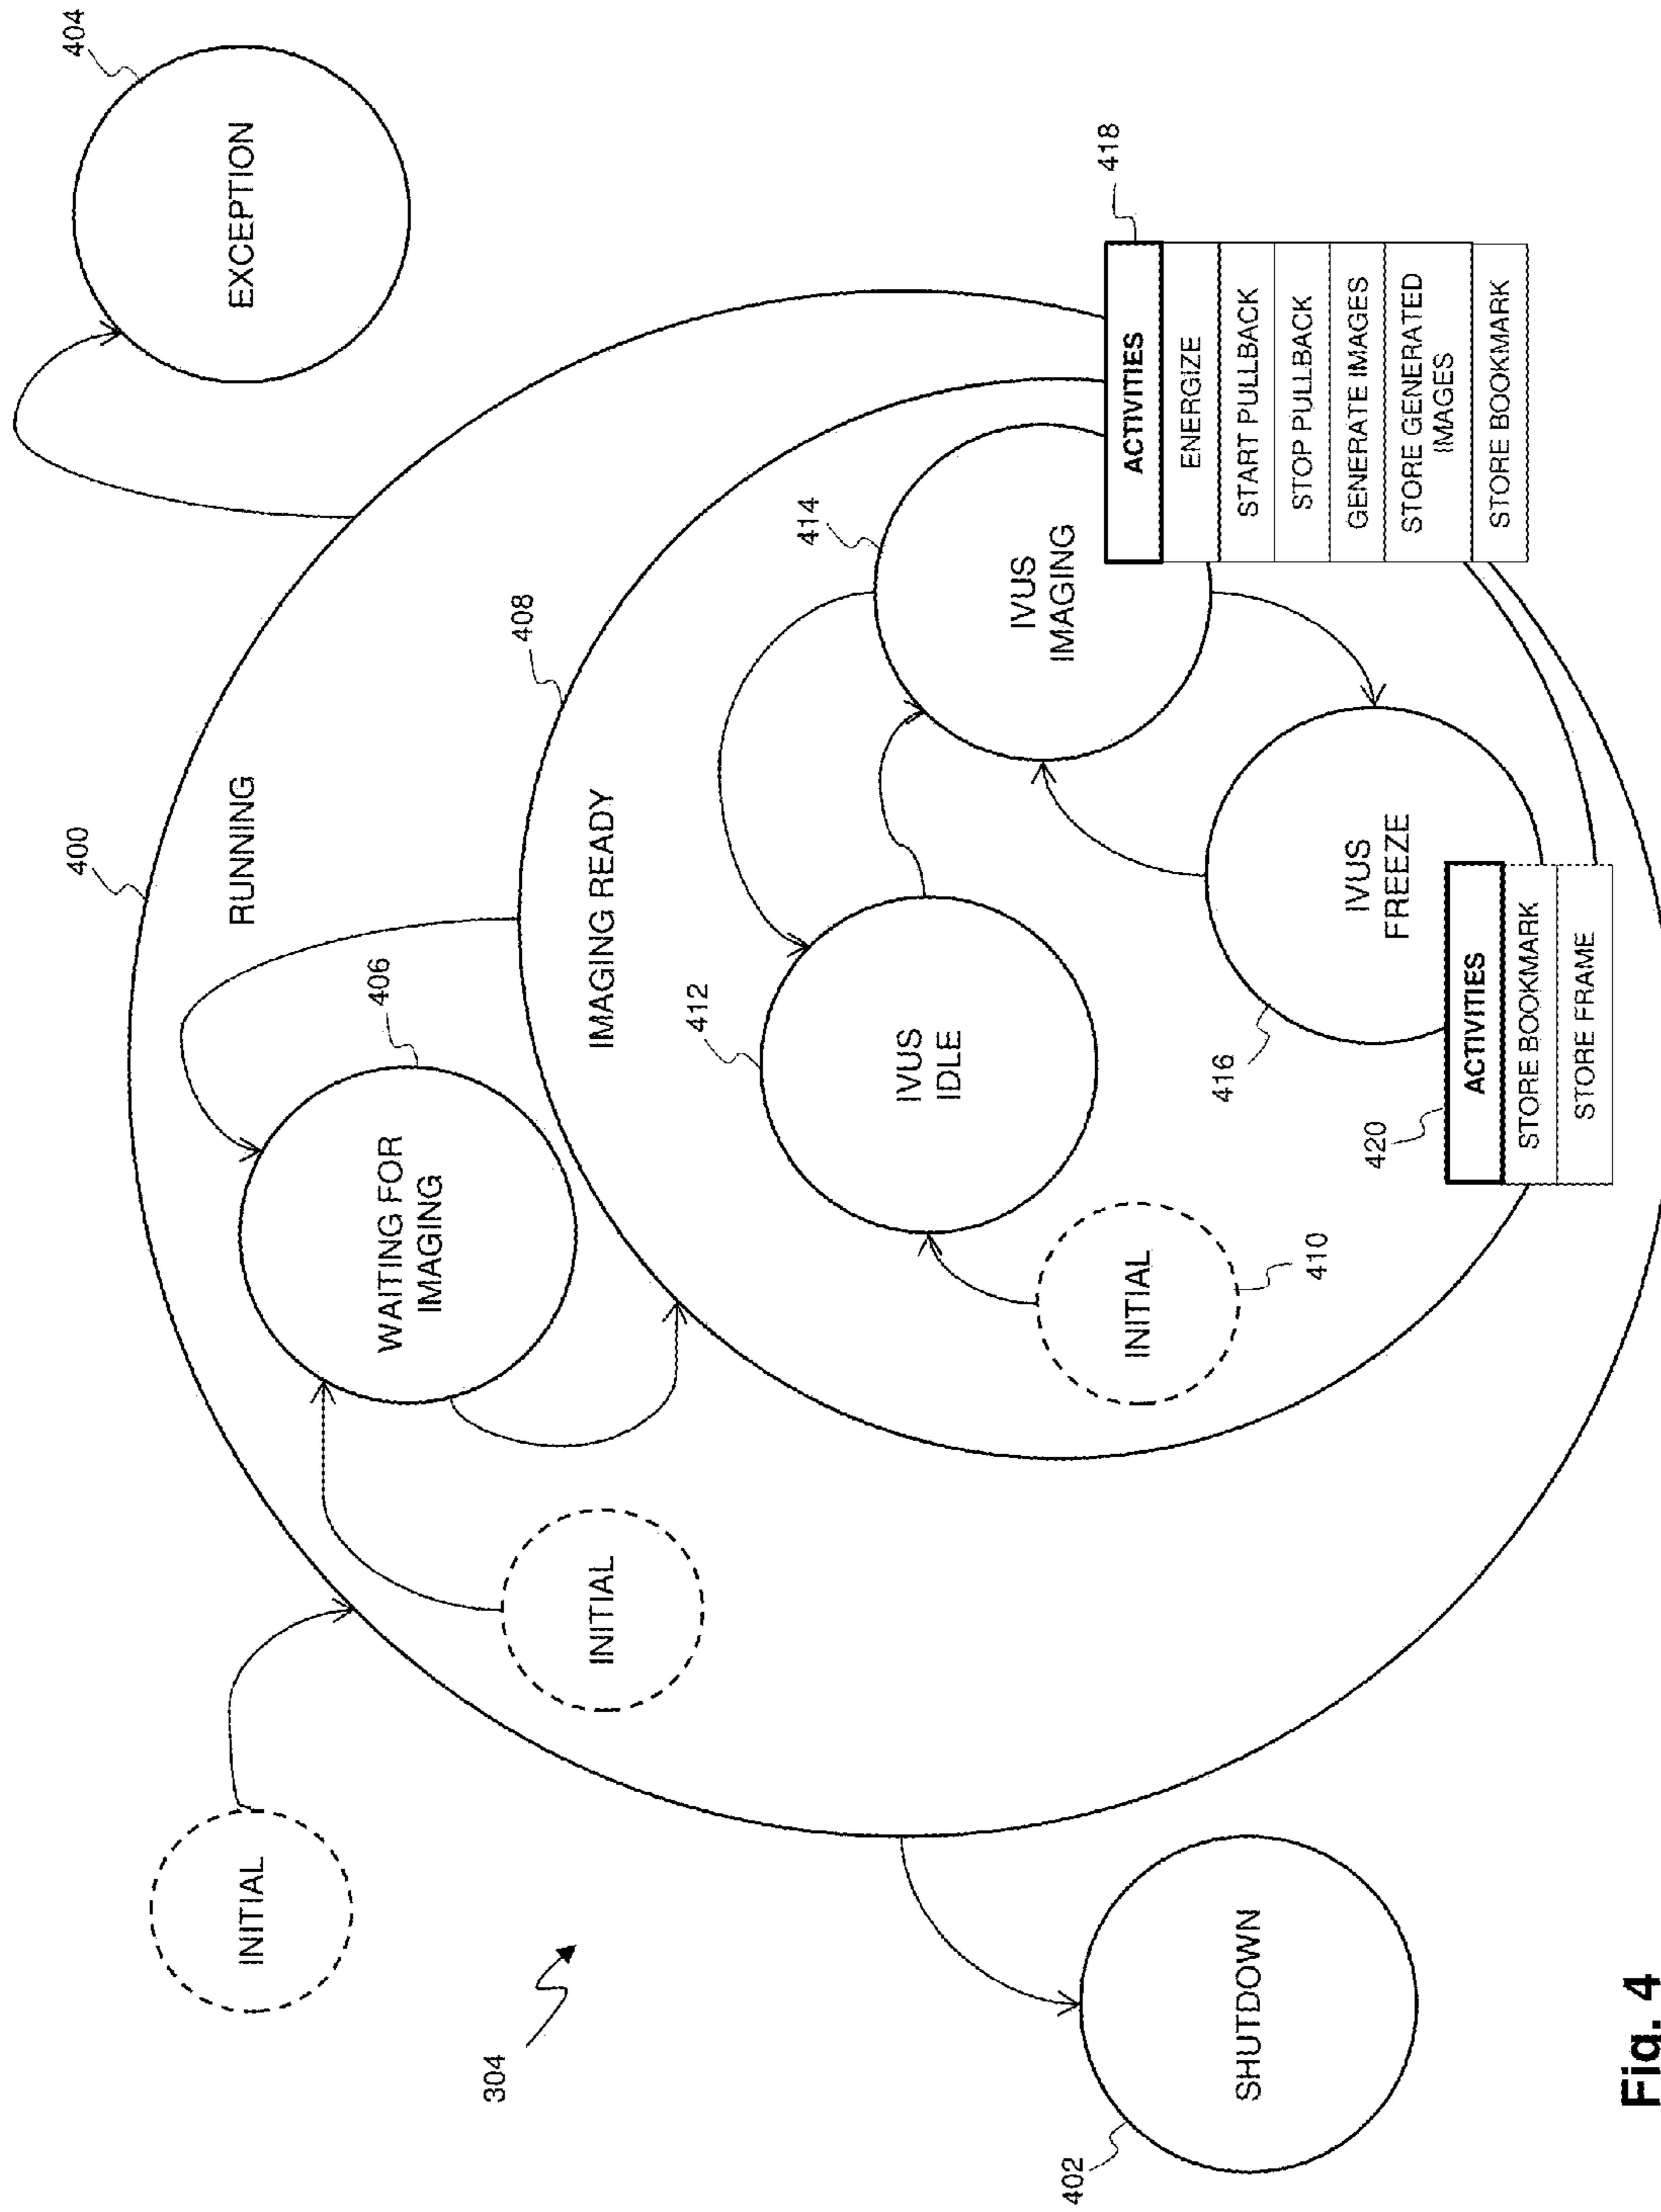 400
404
INITIAL
RUNNING
EXCEPTION
406
WAITING FOR
IMAGING
304
408
INITIAL
IMAGING READY
412
414
IVUS
IDLE
IVUS
IMAGING
402
SHUTDOWN
INITIAL
410
416
IVUS
FREEZE
418
ACTIVITIES
ENERGIZE
START PULLBACK
STOP PULLBACK
GENERATE IMAGES
STORE GENERATED
IMAGES
STORE BOOKMARK
420
ACTIVITIES
STORE BOOKMARK
STORE FRAME
Fig. 4